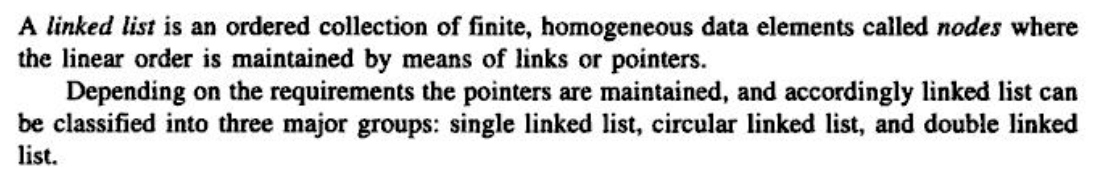 A linked list is an ordered collection of finite, homogeneous data elements called nodes where
the linear order is maintained by means of links or pointers.
Depending on the requirements the pointers are maintained, and accordingly linked list can
be classified into three major groups: single linked list, circular linked list, and double linked
list.